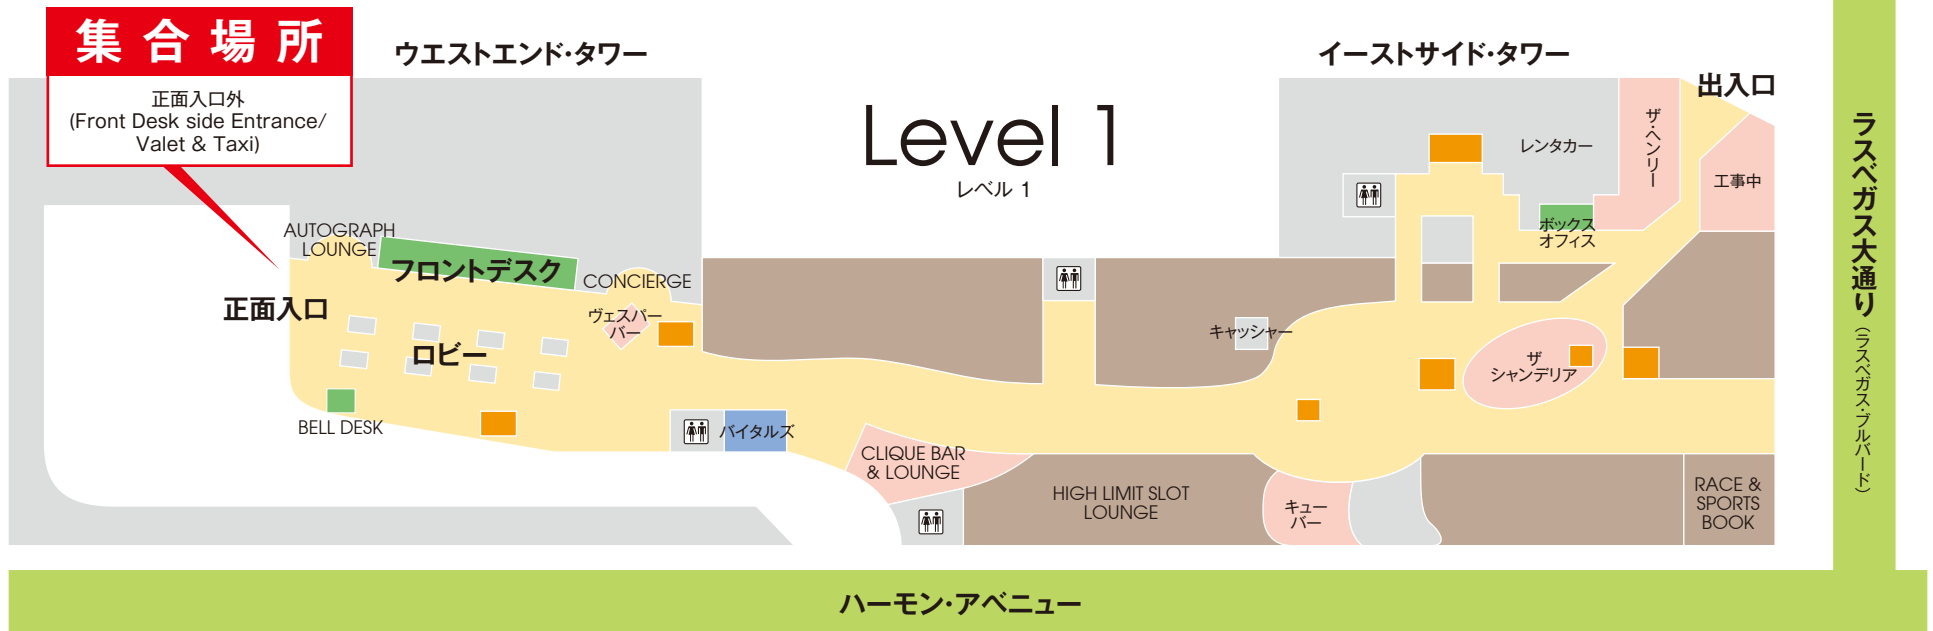 集合場所
正面入口外
(Front Desk side Entrance/
Valet & Taxi)
ウエストエンド・タワー
Level 1
レベル 1
イーストサイド・タワー
出入口
レンタカー
ザ・ヘンリー
工事中
ボックス
オフィス
AUTOGRAPH
LOUNGE
フロントデスク
CONCIERGE
正面入口
ヴェスパー
バー
ロビー
BELL DESK
バイタルズ
キャッシャー
ザ
シャンデリア
CLIQUE BAR
& LOUNGE
HIGH LIMIT SLOT
LOUNGE
キュー
バー
RACE &
SPORTS
BOOK
ラスベガス大通り
(ラスベガス・ブルバード)
ハーモン・アベニュー